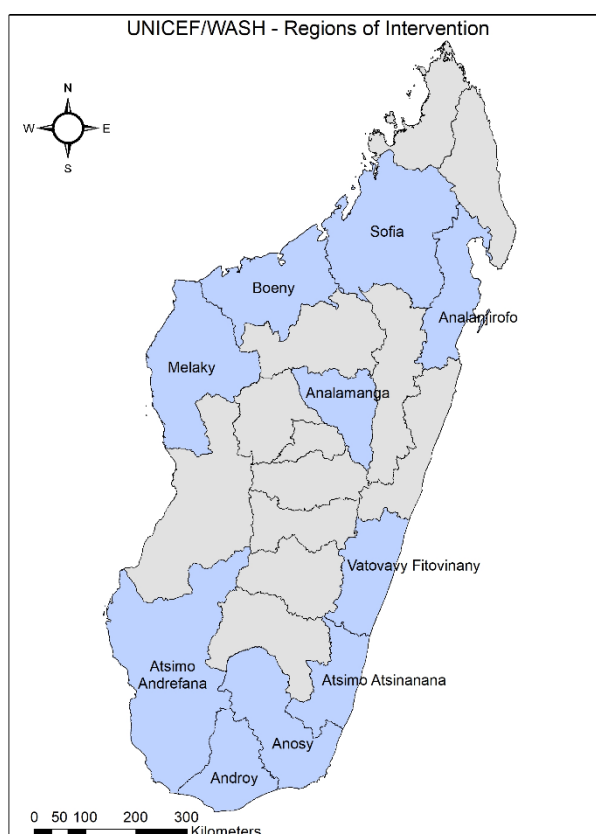 UNICEF/WASH - Regions of Intervention
N
W
E
S
Sofia
Boeny
Analanjirofo
Melaky
Analamanga
Vatovavy Fitovinany
Atsimo
Andrefana
Atsimo Atsinanana
Anosy
Androy
0 50 100 200 300
Kilometers